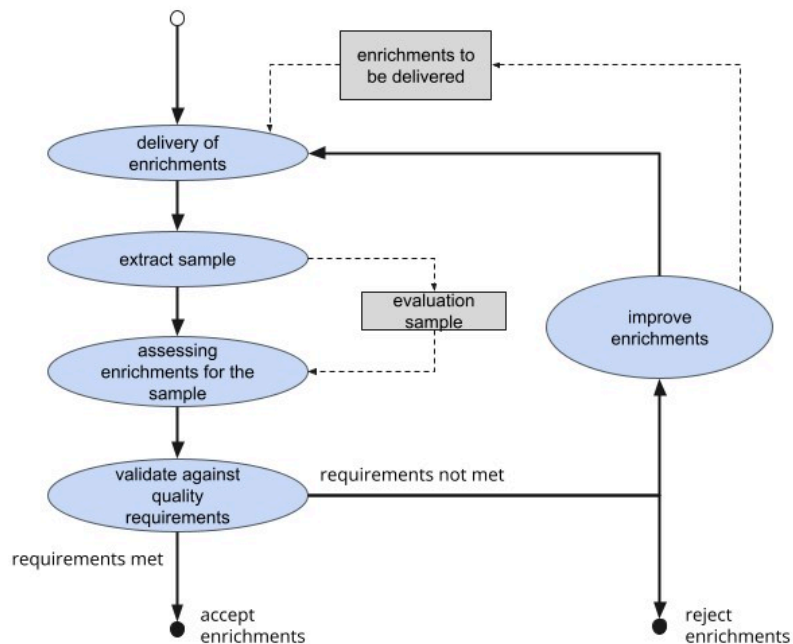 enrichments to
be delivered
delivery of
enrichments
extract sample
evaluation
sample
improve
enrichments
assessing
enrichments for the
sample
validate against
quality
requirements
requirements not met
requirements met
accept
enrichments
reject
enrichments